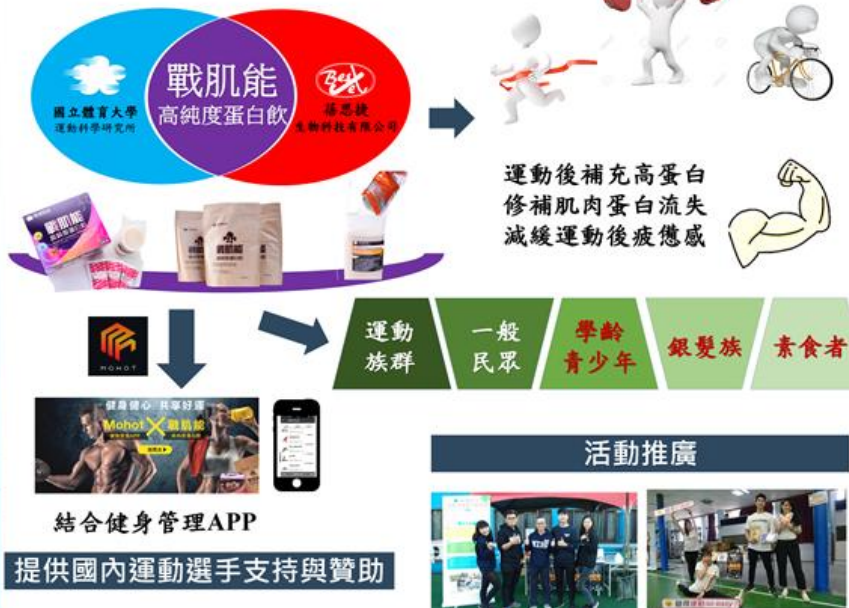 國立體育大學
運動科學研究所
戰肌能
高純度蛋白飲
生物科技有限公司
運動後補充高蛋白
修補肌肉蛋白流失
減緩運動後疲憊感
戰肌能
運動
族群
一般
民眾
學齡
青少年
銀髮族
素食者
MOHOT
健身健心 共享好運
Mohot X 戰肌能
結合健身管理APP
提供國內運動選手支持與贊助
活動推廣